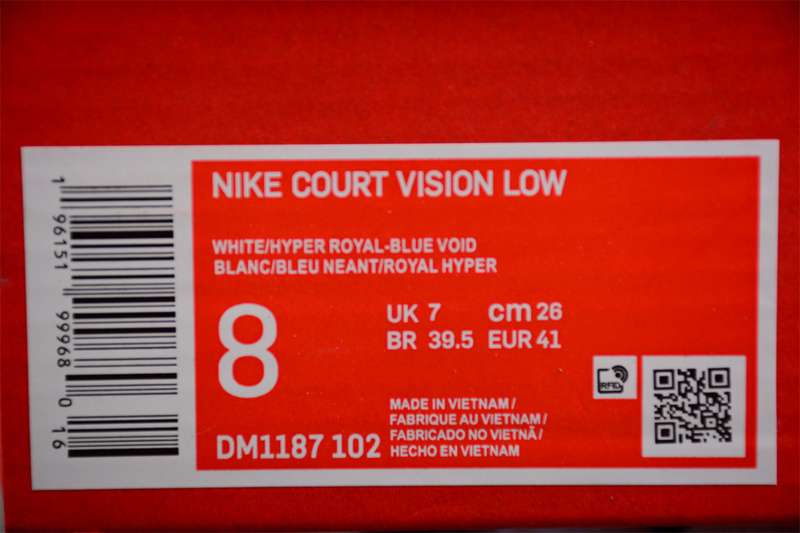 NIKE COURT VISION LOW
WHITE/HYPER ROYAL-BLUE VOID
BLANC/BLEU NEANT/ROYAL HYPER
8
UK 7 cm 26
BR 39.5 EUR 41
MADE IN VIETNAM /
FABRIQUE AU VIETNAM /
FABRICADO NO VIETNÃ /
HECHO EN VIETNAM
DM1187 102
RFID
1 96151 99968 0 16